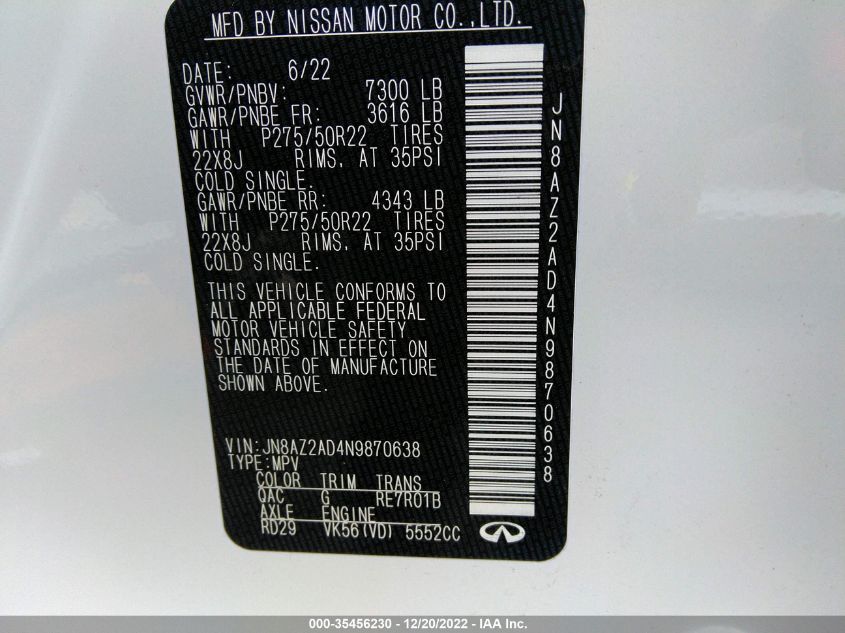 MFD BY NISSAN MOTOR CO.,LTD.
DATE: 6/22
GVWR/PNBV: 7300 LB
GAWR/PNBE FR: 3616 LB
WITH P275/50R22 TIRES
22X8J RIMS, AT 35PSI
COLD SINGLE.
GAWR/PNBE RR: 4343 LB
WITH P275/50R22 TIRES
22X8J RIMS, AT 35PSI
COLD SINGLE.
THIS VEHICLE CONFORMS TO
ALL APPLICABLE FEDERAL
MOTOR VEHICLE SAFETY
STANDARDS IN EFFECT ON
THE DATE OF MANUFACTURE
SHOWN ABOVE.
VIN:JN8AZ2AD4N9870638
TYPE:MPV
COLOR TRIM TRANS
QAC G RE7R01B
AXLE ENGINE
RD29 VK56(VD) 5552CC
JN8AZ2AD4N9870638
000-35456230 - 12/20/2022 - IAA Inc.